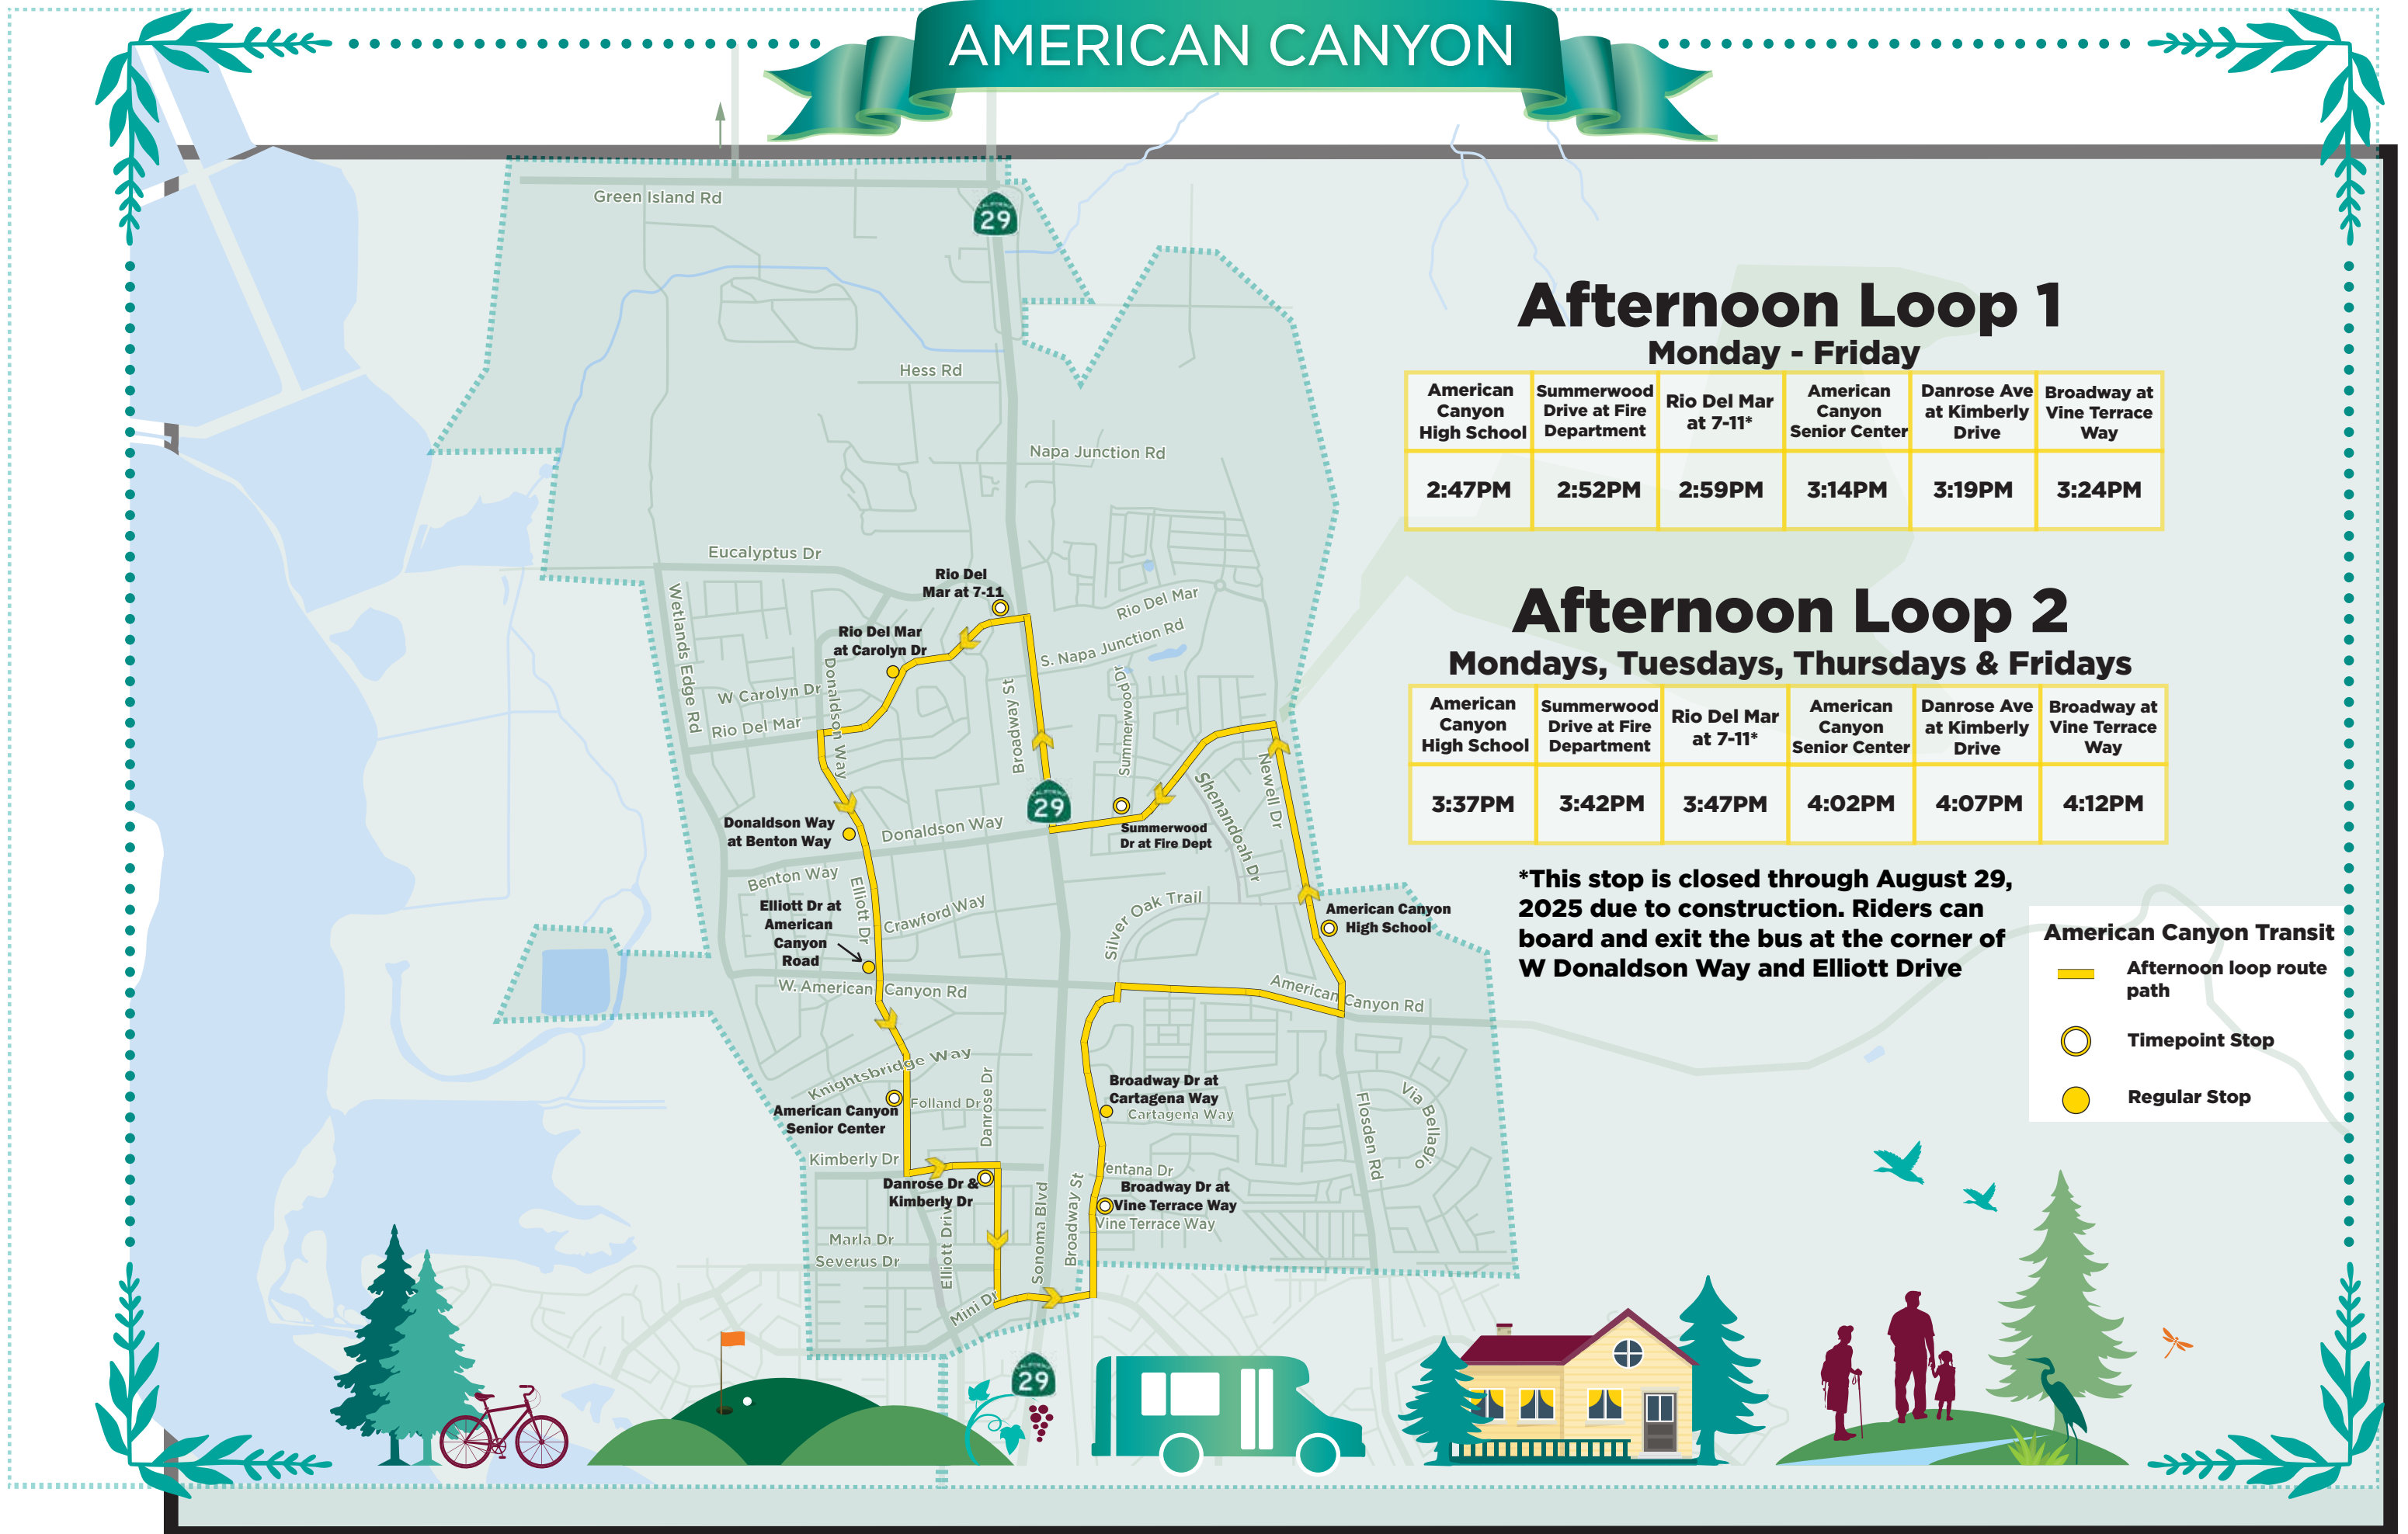 AMERICAN CANYON
Green Island Rd
CALIFORNIA
29
Hess Rd
Napa Junction Rd
Eucalyptus Dr
Rio Del
Mar at 7-11
Rio Del Mar
Rio Del Mar
at Carolyn Dr
S. Napa Junction Rd
Wetlands Edge Rd
W Carolyn Dr
Rio Del Mar
Donaldson Way
Broadway St
Summerwood Dr
Newell Dr
Shenandoah Dr
CALIFORNIA
29
Donaldson Way
at Benton Way
Donaldson Way
Summerwood
Dr at Fire Dept
Benton Way
Elliott Dr
Elliott Dr at
American
Canyon
Road
Crawford Way
Silver Oak Trail
American Canyon
High School
W. American Canyon Rd
American Canyon Rd
Knightsbridge Way
Folland Dr
Danrose Dr
American Canyon
Senior Center
Broadway Dr at
Cartagena Way
Cartagena Way
Flosden Rd
Via Bellagio
Kimberly Dr
Danrose Dr &
Kimberly Dr
Ventana Dr
Broadway Dr at
Vine Terrace Way
Vine Terrace Way
Marla Dr
Severus Dr
Elliott Drive
Sonoma Blvd
Broadway St
Mini Dr
CALIFORNIA
29
Afternoon Loop 1
Monday - Friday
American
Canyon
High School
Summerwood
Drive at Fire
Department
Rio Del Mar
at 7-11*
American
Canyon
Senior Center
Danrose Ave
at Kimberly
Drive
Broadway at
Vine Terrace
Way
2:47PM 2:52PM 2:59PM 3:14PM 3:19PM 3:24PM
Afternoon Loop 2
Mondays, Tuesdays, Thursdays & Fridays
American
Canyon
High School
Summerwood
Drive at Fire
Department
Rio Del Mar
at 7-11*
American
Canyon
Senior Center
Danrose Ave
at Kimberly
Drive
Broadway at
Vine Terrace
Way
3:37PM 3:42PM 3:47PM 4:02PM 4:07PM 4:12PM
*This stop is closed through August 29,
2025 due to construction. Riders can
board and exit the bus at the corner of
W Donaldson Way and Elliott Drive
American Canyon Transit
Afternoon loop route
path
Timepoint Stop
Regular Stop